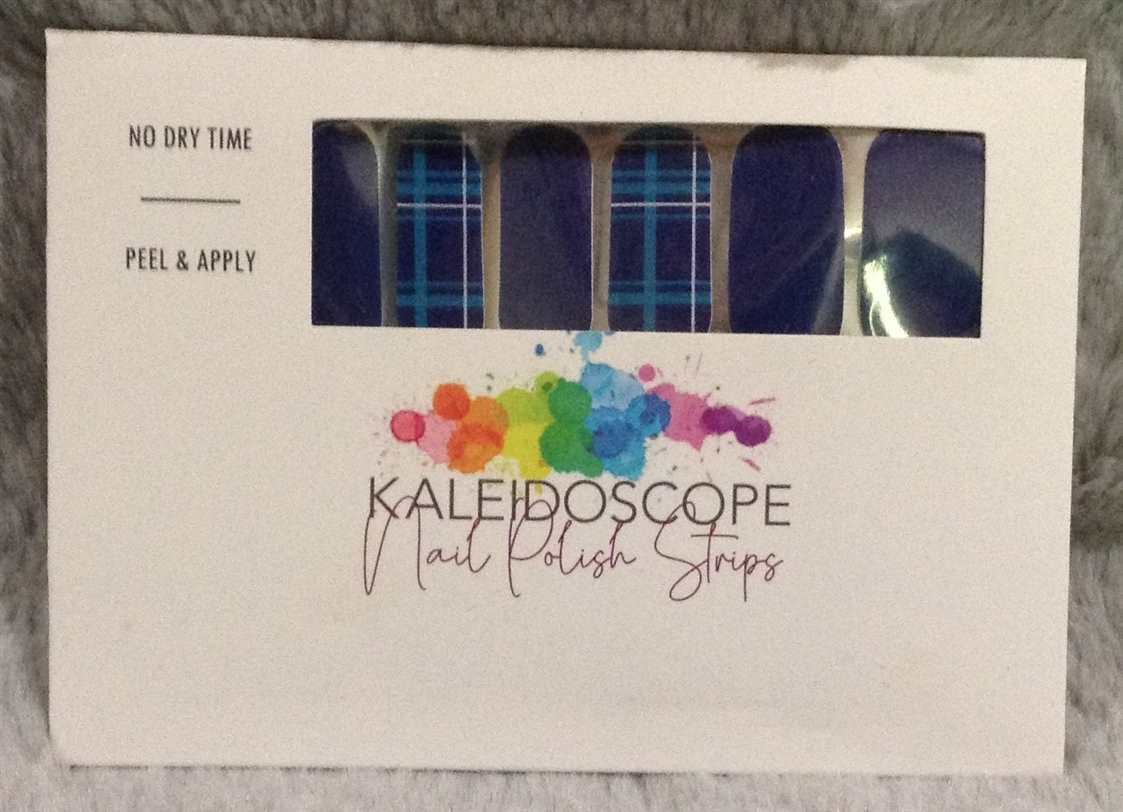 NO DRY TIME
PEEL & APPLY
KALEIDOSCOPE
Nail Polish Strips